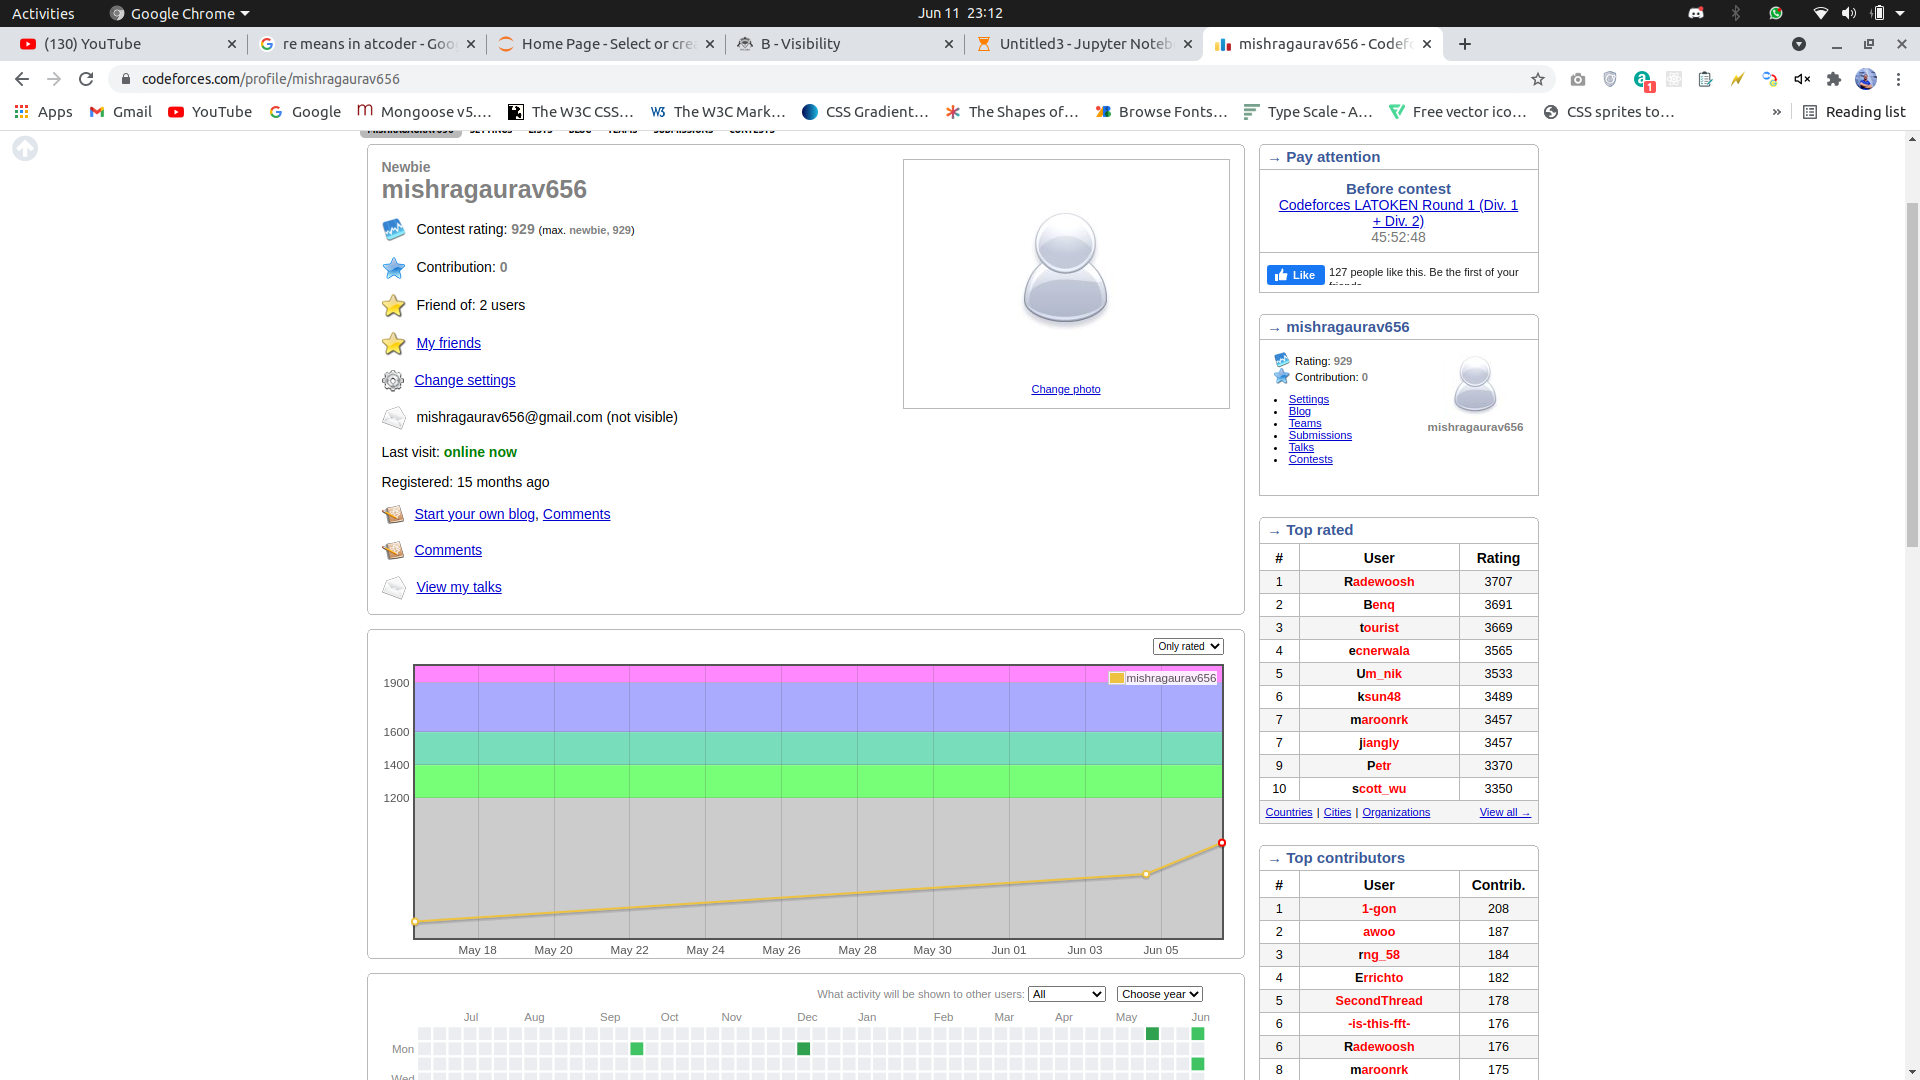 Activities
Google Chrome
Jun 11 23:12
(130) YouTube
re means in atcoder - Goo
Home Page - Select or cre
B - Visibility
Untitled3 - Jupyter Noteb
mishragaurav656 - Codef
codeforces.com/profile/mishragaurav656
1
Apps
Gmail
YouTube
Google
Mongoose v5....
The W3C CSS...
The W3C Mark...
CSS Gradient...
The Shapes of...
Browse Fonts...
Type Scale - A...
Free vector ico...
CSS sprites to...
»
Reading list
MISHRAGAURAV656 SETTINGS LISTS BLOG TEAMS SUBMISSIONS CONTESTS
Newbie
mishragaurav656
Contest rating: 929 (max. newbie, 929)
Contribution: 0
Friend of: 2 users
My friends
Change settings
mishragaurav656@gmail.com (not visible)
Last visit: online now
Registered: 15 months ago
Start your own blog, Comments
Comments
View my talks
Change photo
Only rated
mishragaurav656
1900
1600
1400
1200
May 18 May 20 May 22 May 24 May 26 May 28 May 30 Jun 01 Jun 03 Jun 05
What activity will be shown to other users: All Choose year
Jul Aug Sep Oct Nov Dec Jan Feb Mar Apr May Jun
Mon
Wed
→ Pay attention
Before contest
Codeforces LATOKEN Round 1 (Div. 1
+ Div. 2)
45:52:48
Like
127 people like this. Be the first of your
friends.
→ mishragaurav656
Rating: 929
Contribution: 0
Settings
Blog
Teams
Submissions
Talks
Contests
mishragaurav656
→ Top rated
# User Rating
1 Radewoosh 3707
2 Benq 3691
3 tourist 3669
4 ecnerwala 3565
5 Um_nik 3533
6 ksun48 3489
7 maroonrk 3457
7 jiangly 3457
9 Petr 3370
10 scott_wu 3350
Countries | Cities | Organizations View all →
→ Top contributors
# User Contrib.
1 1-gon 208
2 awoo 187
3 rng_58 184
4 Errichto 182
5 SecondThread 178
6 -is-this-fft- 176
6 Radewoosh 176
8 maroonrk 175